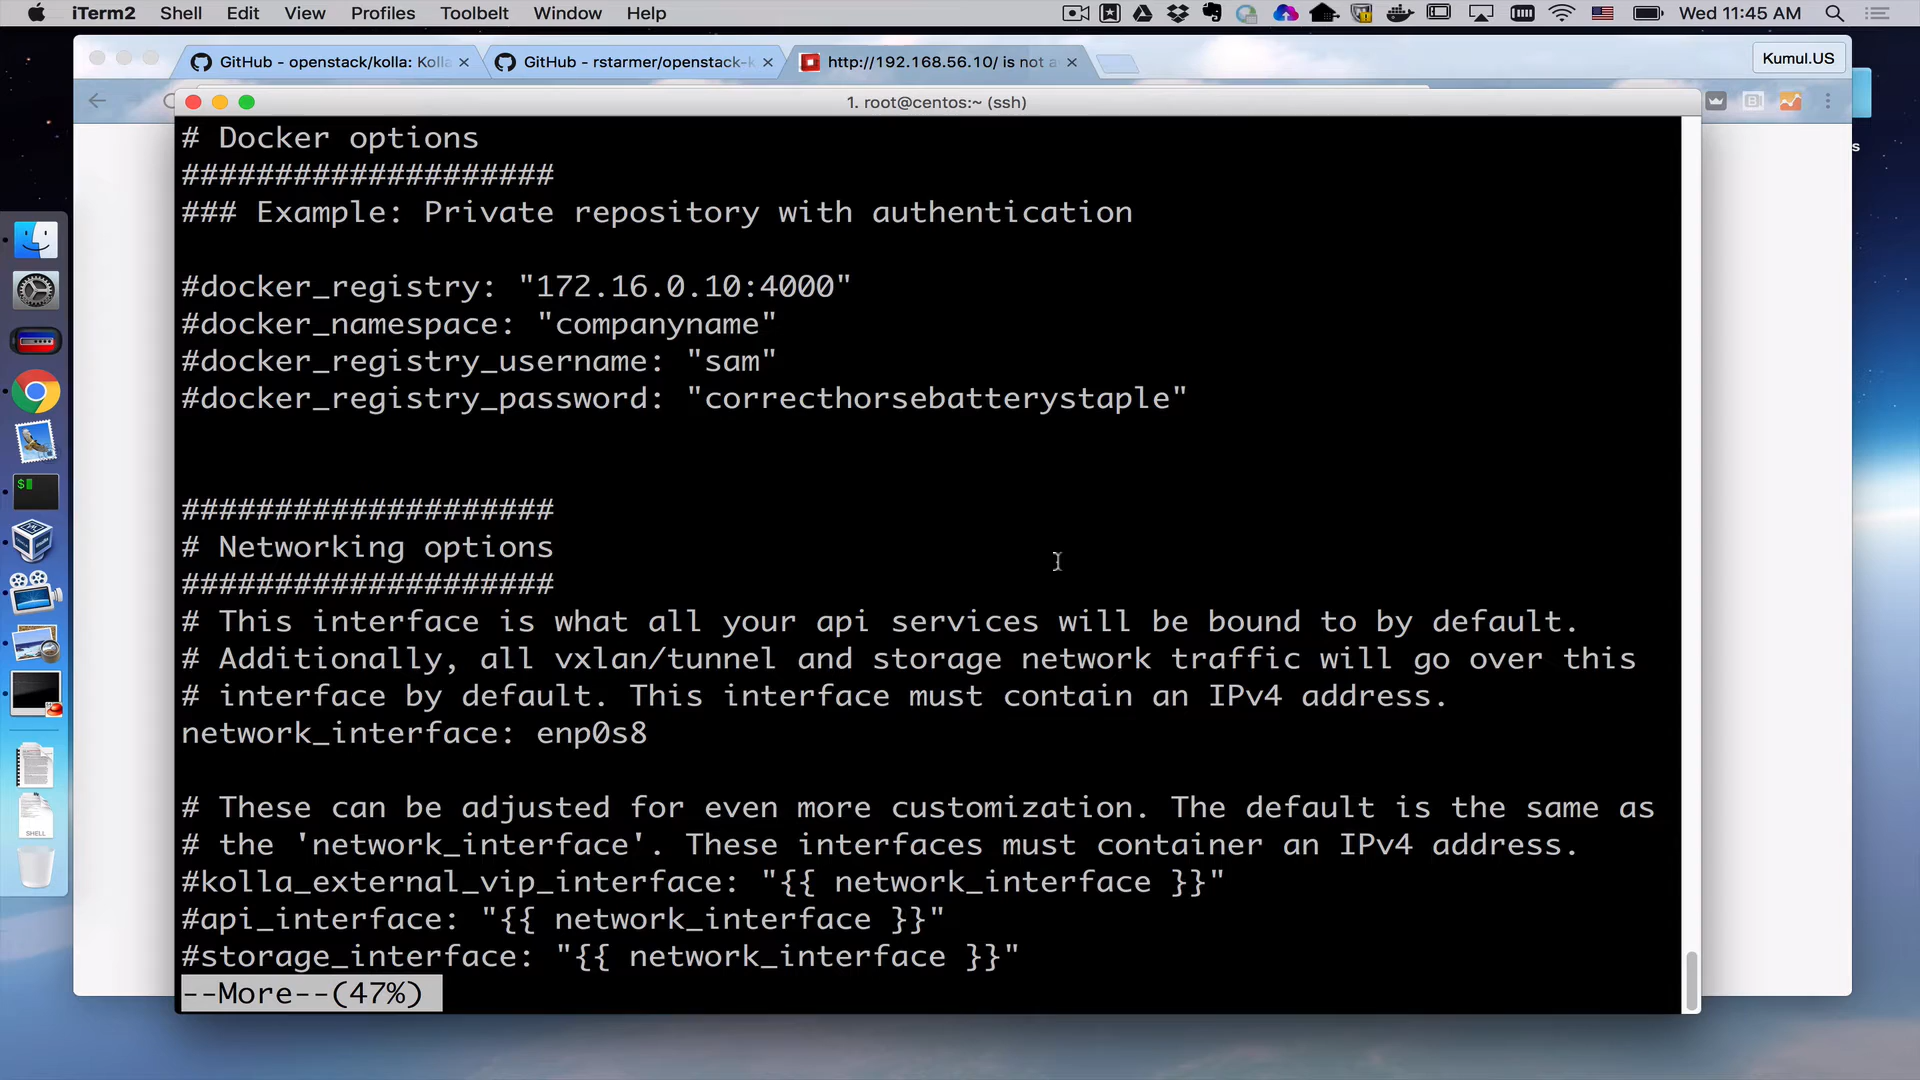 iTerm2 Shell Edit View Profiles Toolbelt Window Help Wed 11:45 AM
GitHub - openstack/kolla: Kolla
GitHub - rstarmer/openstack-k
http://192.168.56.10/ is not a
Kumul.US
1. root@centos:~ (ssh)
# Docker options
####################
### Example: Private repository with authentication
#docker_registry: "172.16.0.10:4000"
#docker_namespace: "companyname"
#docker_registry_username: "sam"
#docker_registry_password: "correcthorsebatterystaple"
####################
# Networking options
####################
# This interface is what all your api services will be bound to by default.
# Additionally, all vxlan/tunnel and storage network traffic will go over this
# interface by default. This interface must contain an IPv4 address.
network_interface: enp0s8
# These can be adjusted for even more customization. The default is the same as
# the 'network_interface'. These interfaces must container an IPv4 address.
#kolla_external_vip_interface: "{{ network_interface }}"
#api_interface: "{{ network_interface }}"
#storage_interface: "{{ network_interface }}"
--More--(47%)
SHELL